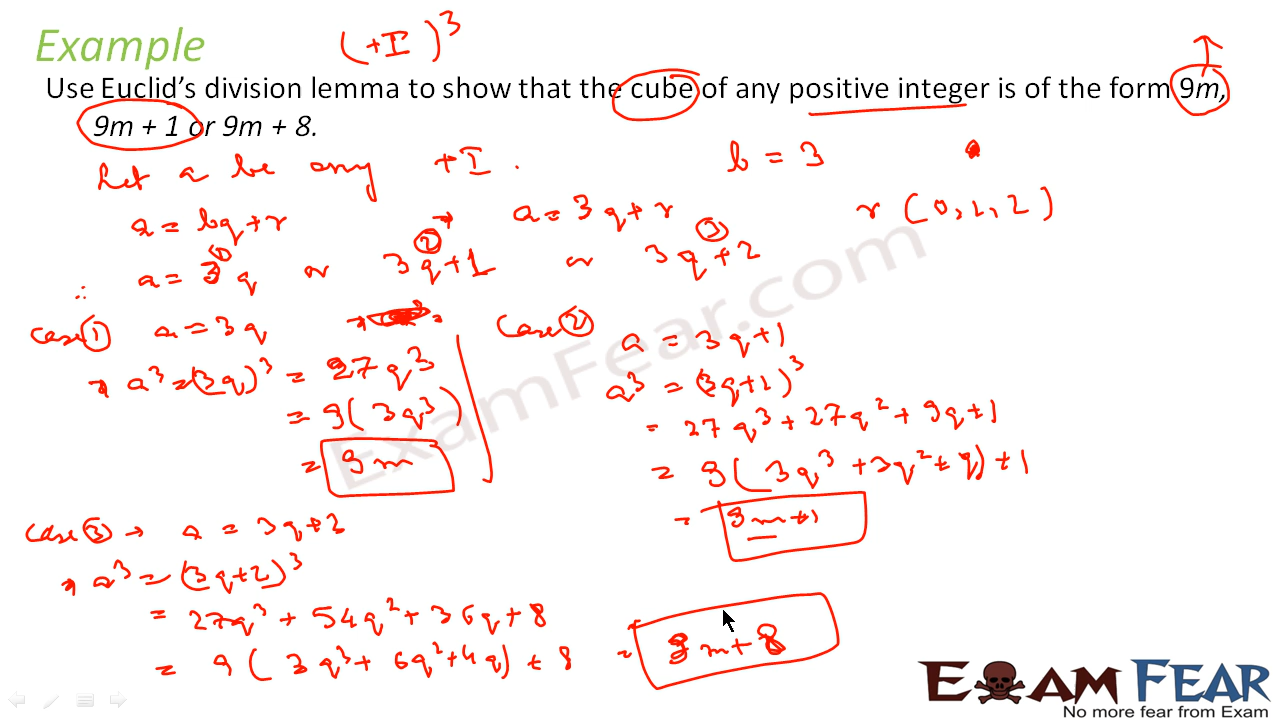 Example
(+I)³
Use Euclid's division lemma to show that the cube of any positive integer is of the form 9m,
9m + 1 or 9m + 8.
Let a be any +I.
b = 3
a = bq+r
a = 3q+r
r (0, 1, 2)
∴ a = 3q ① or 3q+1 ② or 3q+2 ③
Case ① a = 3q
a³ = (3q)³ = 27q³
= 9(3q³)
= 9m
Case ②
a = 3q+1
a³ = (3q+1)³
= 27q³ + 27q² + 9q+1
= 9(3q³ + 3q² + q) + 1
= 9m+1
Case ③ → a = 3q+2
a³ = (3q+2)³
= 27q³ + 54q² + 36q + 8
= 9(3q³ + 6q² + 4q) + 8
= 9m+8
ExamFear.com
EXAM FEAR
No more fear from Exam